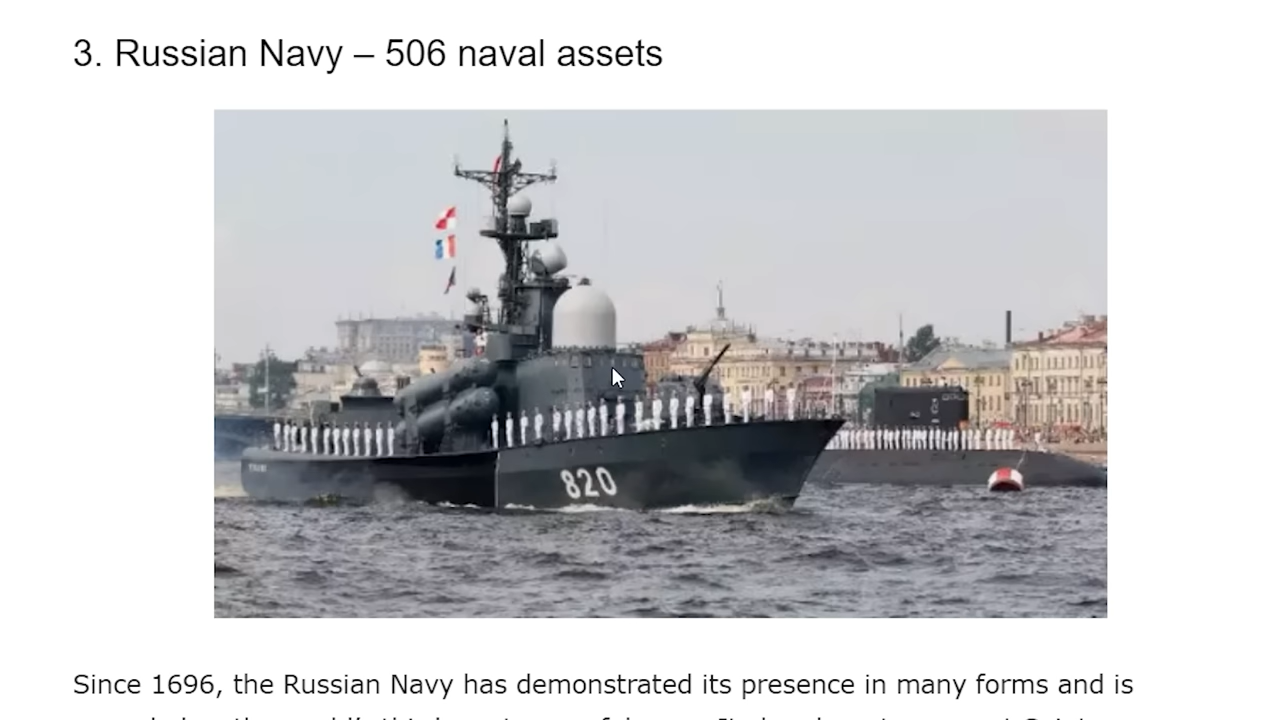 3. Russian Navy – 506 naval assets
820
Since 1696, the Russian Navy has demonstrated its presence in many forms and is